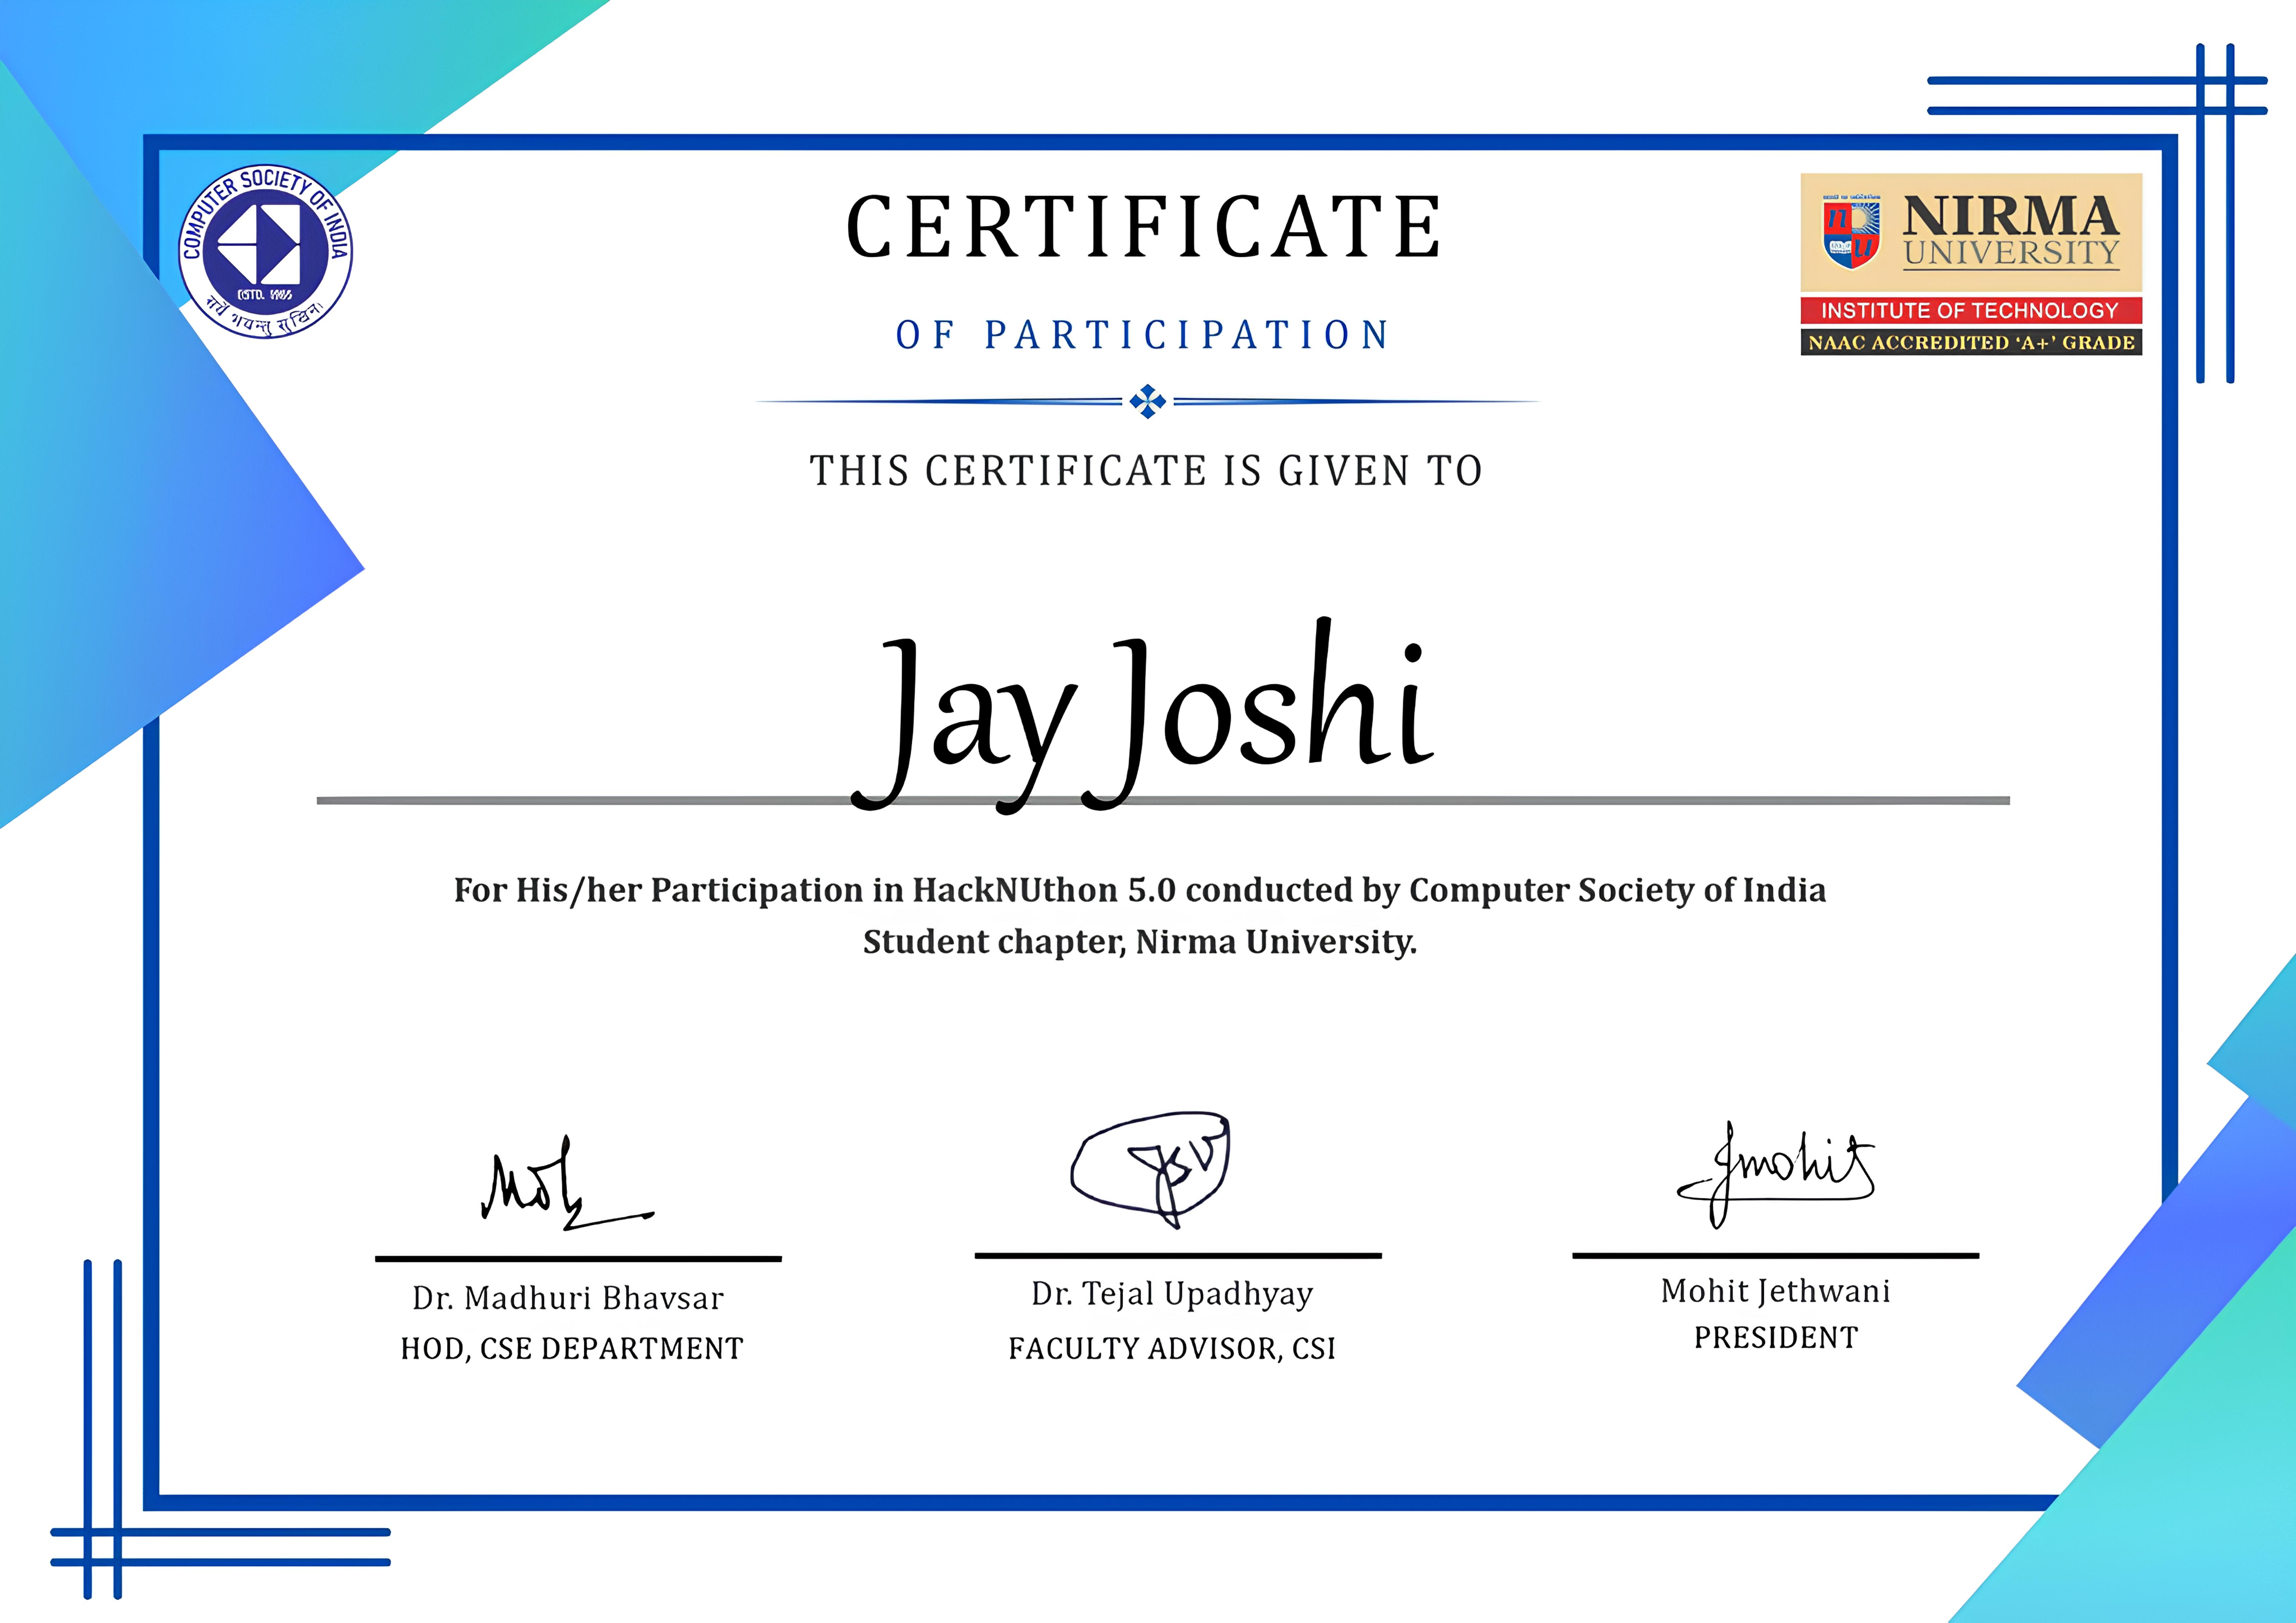 COMPUTER SOCIETY OF INDIA
ESTD. 1965
सर्वे भवन्तु सुखिनः
NIRMA
UNIVERSITY
INSTITUTE OF TECHNOLOGY
NAAC ACCREDITED ‘A+’ GRADE
CERTIFICATE
OF PARTICIPATION
THIS CERTIFICATE IS GIVEN TO
Jay Joshi
For His/her Participation in HackNUthon 5.0 conducted by Computer Society of India
Student chapter, Nirma University.
Jmohit
Dr. Madhuri Bhavsar
HOD, CSE DEPARTMENT
Dr. Tejal Upadhyay
FACULTY ADVISOR, CSI
Mohit Jethwani
PRESIDENT